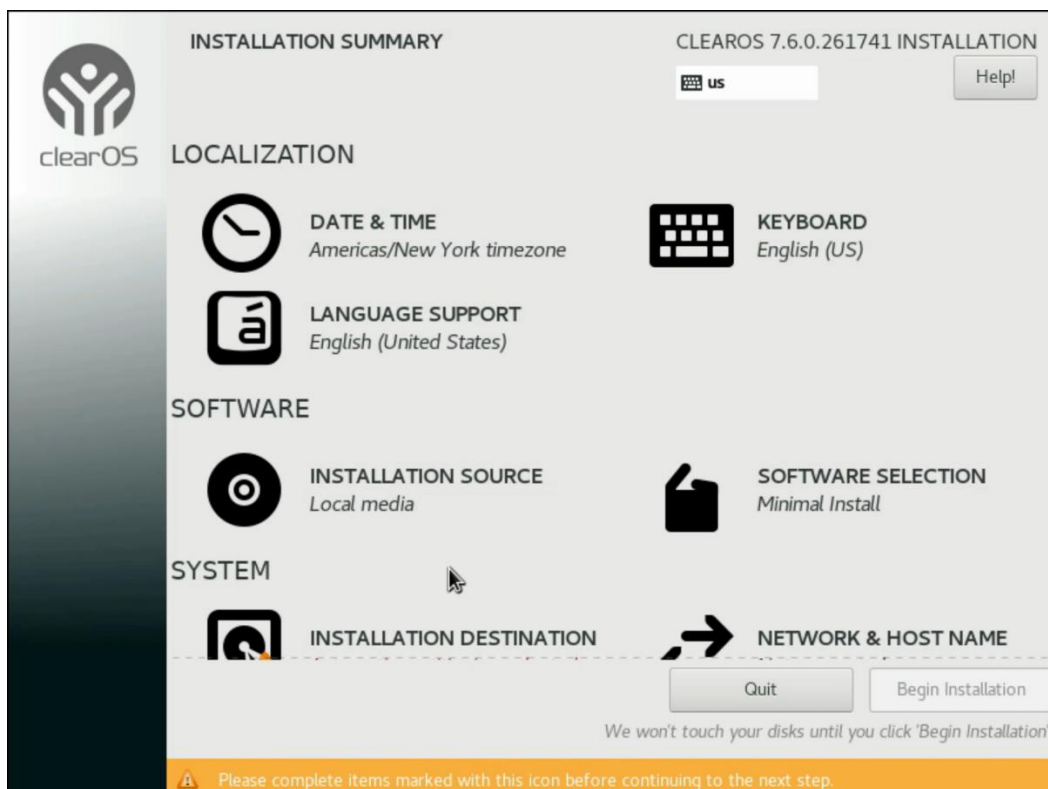 INSTALLATION SUMMARY
CLEAROS 7.6.0.261741 INSTALLATION
us
Help!
clearOS
LOCALIZATION
DATE & TIME
Americas/New York timezone
KEYBOARD
English (US)
á
LANGUAGE SUPPORT
English (United States)
SOFTWARE
INSTALLATION SOURCE
Local media
SOFTWARE SELECTION
Minimal Install
SYSTEM
INSTALLATION DESTINATION
NETWORK & HOST NAME
Quit
Begin Installation
We won't touch your disks until you click 'Begin Installation'
Please complete items marked with this icon before continuing to the next step.